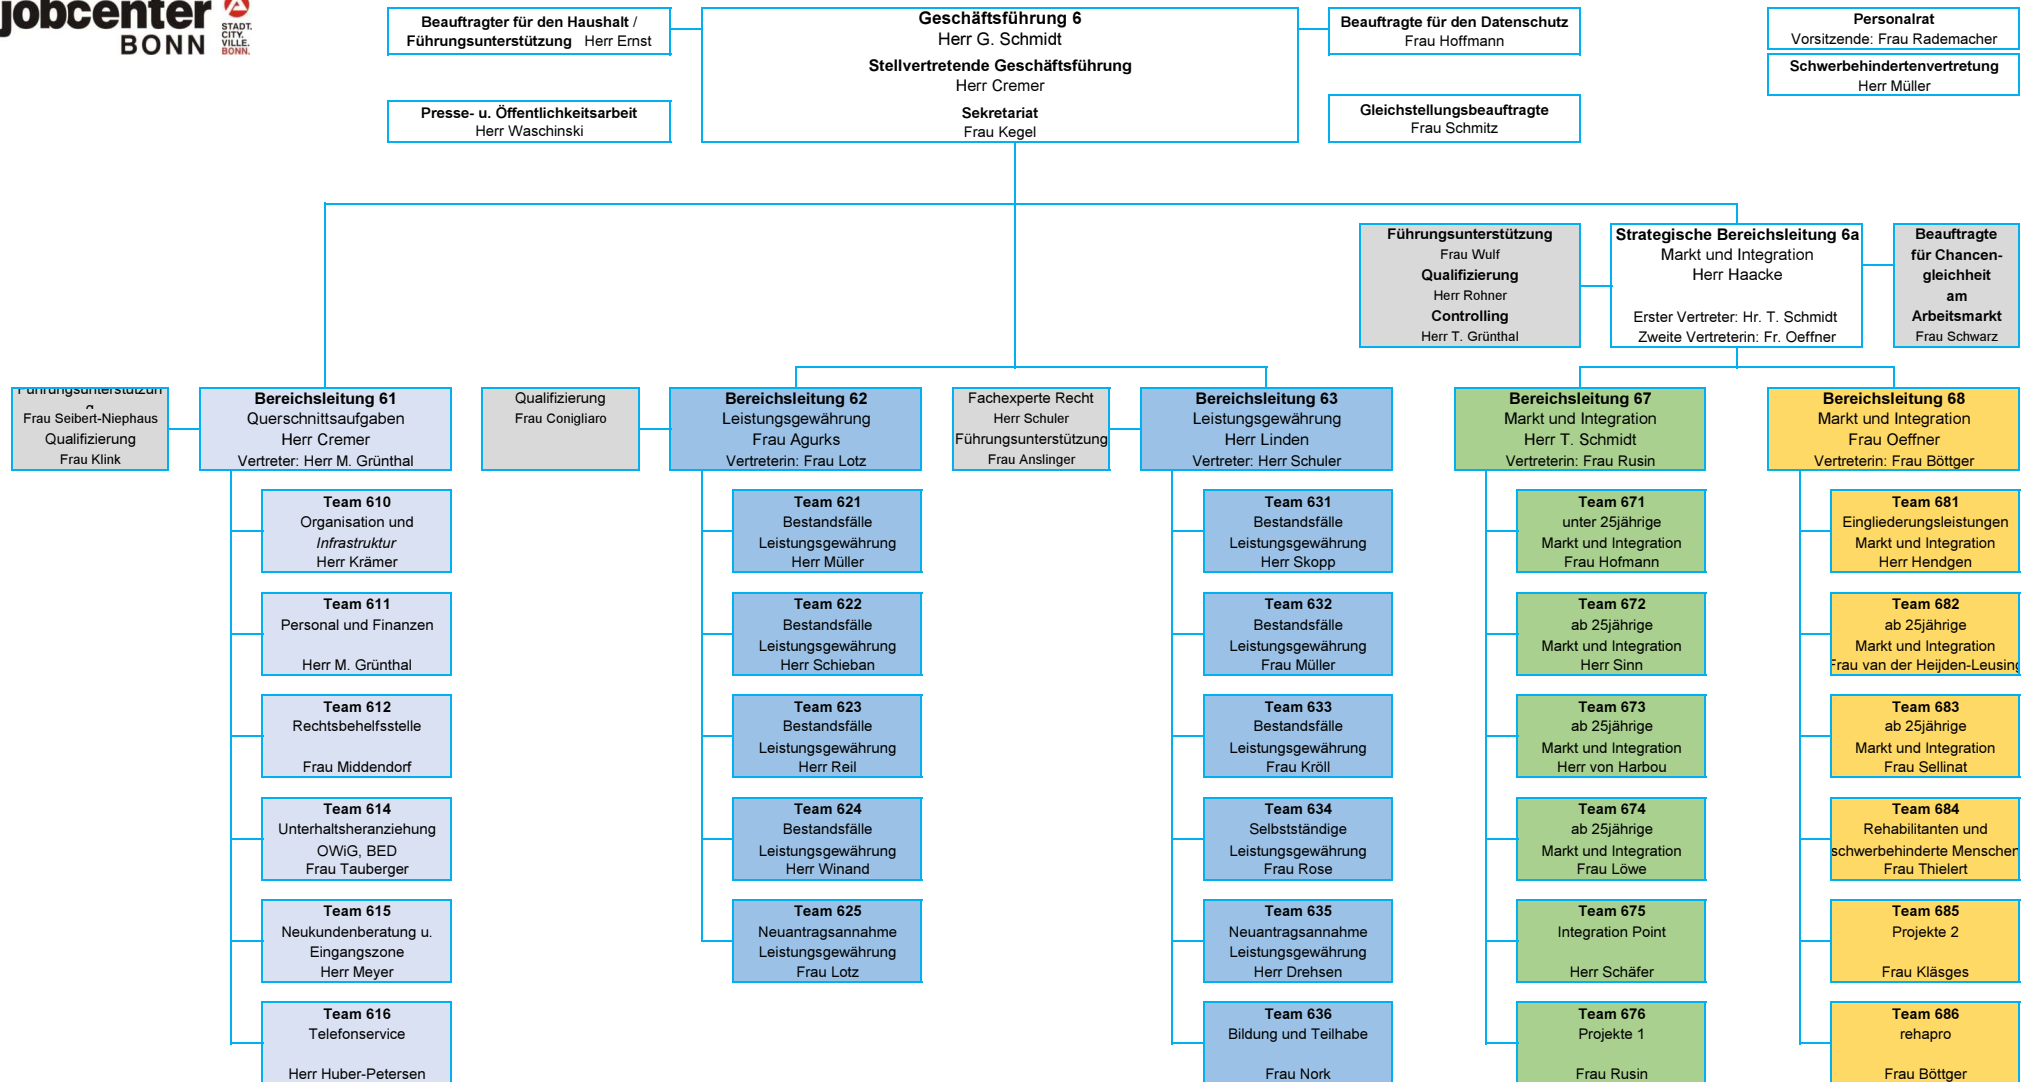 jobcenter
BONN
STADT.
CITY.
VILLE.
BONN.
Beauftragter für den Haushalt /
Führungsunterstützung Herr Ernst
Presse- u. Öffentlichkeitsarbeit
Herr Waschinski
Geschäftsführung 6
Herr G. Schmidt
Stellvertretende Geschäftsführung
Herr Cremer
Sekretariat
Frau Kegel
Beauftragte für den Datenschutz
Frau Hoffmann
Gleichstellungsbeauftragte
Frau Schmitz
Personalrat
Vorsitzende: Frau Rademacher
Schwerbehindertenvertretung
Herr Müller
Führungsunterstützung
Frau Wulf
Qualifizierung
Herr Rohner
Controlling
Herr T. Grünthal
Strategische Bereichsleitung 6a
Markt und Integration
Herr Haacke
Erster Vertreter: Hr. T. Schmidt
Zweite Vertreterin: Fr. Oeffner
Beauftragte
für Chancen-
gleichheit
am
Arbeitsmarkt
Frau Schwarz
Führungsunterstützun
g
Frau Seibert-Niephaus
Qualifizierung
Frau Klink
Bereichsleitung 61
Querschnittsaufgaben
Herr Cremer
Vertreter: Herr M. Grünthal
Team 610
Organisation und
Infrastruktur
Herr Krämer
Team 611
Personal und Finanzen
Herr M. Grünthal
Team 612
Rechtsbehelfsstelle
Frau Middendorf
Team 614
Unterhaltsheranziehung
OWiG, BED
Frau Tauberger
Team 615
Neukundenberatung u.
Eingangszone
Herr Meyer
Team 616
Telefonservice
Herr Huber-Petersen
Qualifizierung
Frau Conigliaro
Bereichsleitung 62
Leistungsgewährung
Frau Agurks
Vertreterin: Frau Lotz
Team 621
Bestandsfälle
Leistungsgewährung
Herr Müller
Team 622
Bestandsfälle
Leistungsgewährung
Herr Schieban
Team 623
Bestandsfälle
Leistungsgewährung
Herr Reil
Team 624
Bestandsfälle
Leistungsgewährung
Herr Winand
Team 625
Neuantragsannahme
Leistungsgewährung
Frau Lotz
Fachexperte Recht
Herr Schuler
Führungsunterstützung
Frau Anslinger
Bereichsleitung 63
Leistungsgewährung
Herr Linden
Vertreter: Herr Schuler
Team 631
Bestandsfälle
Leistungsgewährung
Herr Skopp
Team 632
Bestandsfälle
Leistungsgewährung
Frau Müller
Team 633
Bestandsfälle
Leistungsgewährung
Frau Kröll
Team 634
Selbstständige
Leistungsgewährung
Frau Rose
Team 635
Neuantragsannahme
Leistungsgewährung
Herr Drehsen
Team 636
Bildung und Teilhabe
Frau Nork
Bereichsleitung 67
Markt und Integration
Herr T. Schmidt
Vertreterin: Frau Rusin
Team 671
unter 25jährige
Markt und Integration
Frau Hofmann
Team 672
ab 25jährige
Markt und Integration
Herr Sinn
Team 673
ab 25jährige
Markt und Integration
Herr von Harbou
Team 674
ab 25jährige
Markt und Integration
Frau Löwe
Team 675
Integration Point
Herr Schäfer
Team 676
Projekte 1
Frau Rusin
Bereichsleitung 68
Markt und Integration
Frau Oeffner
Vertreterin: Frau Böttger
Team 681
Eingliederungsleistungen
Markt und Integration
Herr Hendgen
Team 682
ab 25jährige
Markt und Integration
Frau van der Heijden-Leusing
Team 683
ab 25jährige
Markt und Integration
Frau Sellinat
Team 684
Rehabilitanten und
schwerbehinderte Menschen
Frau Thielert
Team 685
Projekte 2
Frau Kläsges
Team 686
rehapro
Frau Böttger